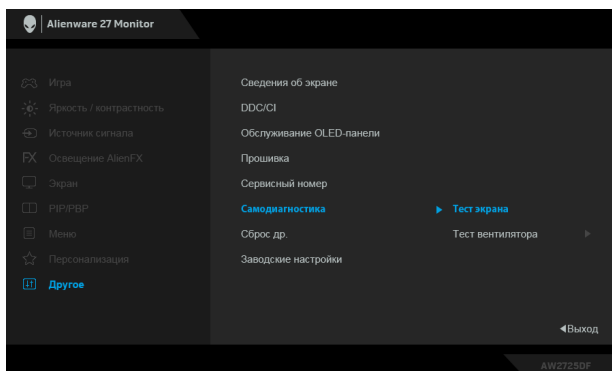 Alienware 27 Monitor
Игра
Яркость / контрастность
Источник сигнала
FX Освещение AlienFX
Экран
PIP/PBP
Меню
Персонализация
Другое
Сведения об экране
DDC/CI
Обслуживание OLED-панели
Прошивка
Сервисный номер
Самодиагностика
Сброс др.
Заводские настройки
Тест экрана
Тест вентилятора
Выход
AW2725DF